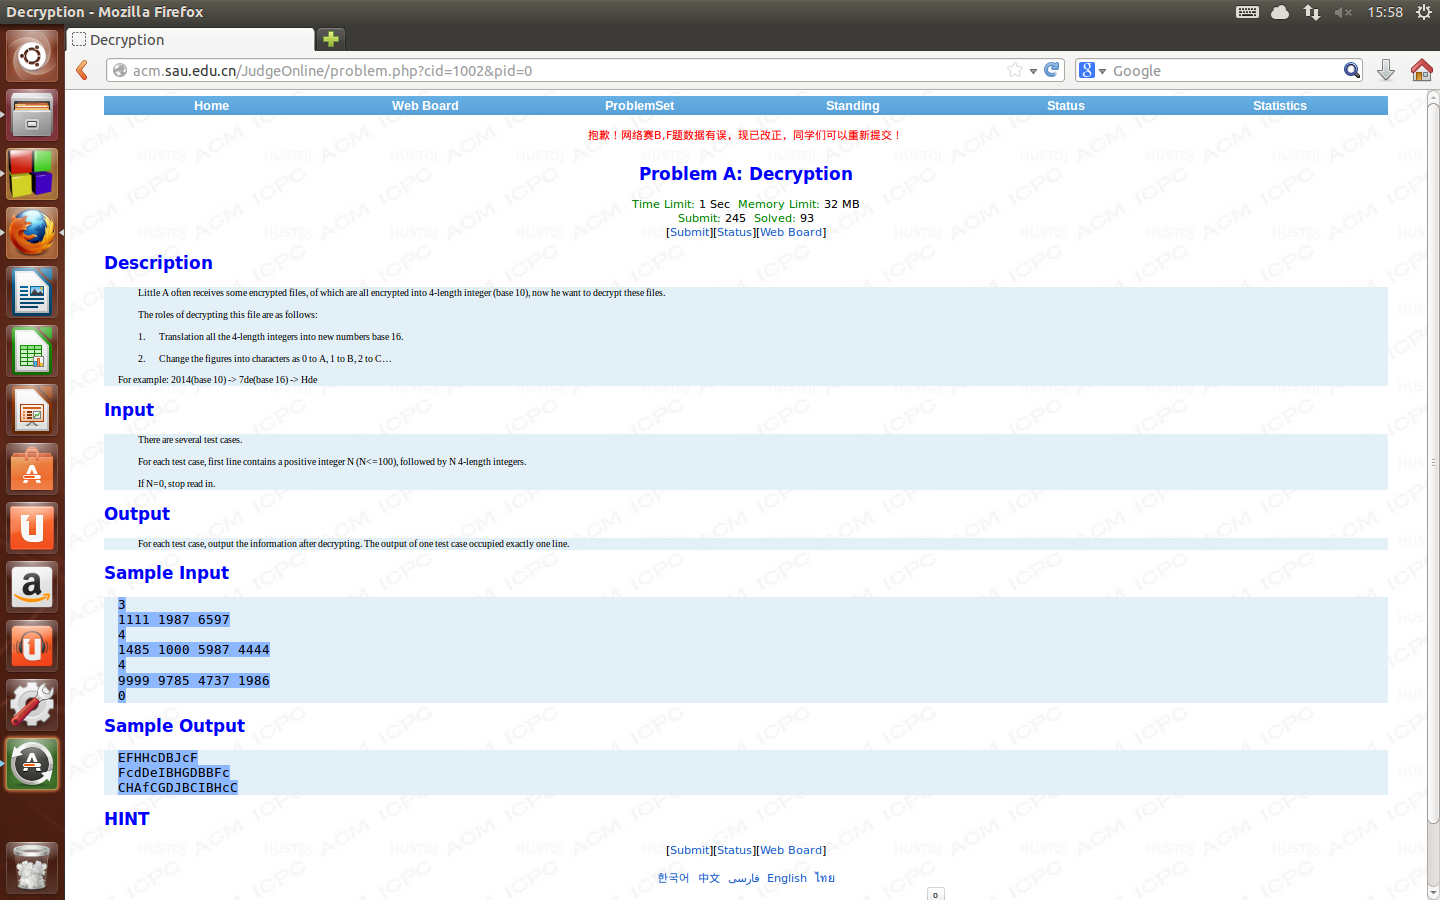 Decryption - Mozilla Firefox
15:58
Decryption
acm.sau.edu.cn/JudgeOnline/problem.php?cid=1002&pid=0
Google
Home Web Board ProblemSet Standing Status Statistics
抱歉！网络赛B,F题数据有误，现已改正，同学们可以重新提交！
Problem A: Decryption
Time Limit: 1 Sec Memory Limit: 32 MB
Submit: 245 Solved: 93
[Submit][Status][Web Board]
Description
Little A often receives some encrypted files, of which are all encrypted into 4-length integer (base 10), now he want to decrypt these files.
The roles of decrypting this file are as follows:
1. Translation all the 4-length integers into new numbers base 16.
2. Change the figures into characters as 0 to A, 1 to B, 2 to C…
For example: 2014(base 10) -> 7de(base 16) -> Hde
Input
There are several test cases.
For each test case, first line contains a positive integer N (N<=100), followed by N 4-length integers.
If N=0, stop read in.
Output
For each test case, output the information after decrypting. The output of one test case occupied exactly one line.
Sample Input
3
1111 1987 6597
4
1485 1000 5987 4444
4
9999 9785 4737 1986
0
Sample Output
EFHHcDBJcF
FcdDeIBHGDBBFc
CHAfCGDJBCIBHcC
HINT
[Submit][Status][Web Board]
한국어 中文 فارسی English ไทย
0